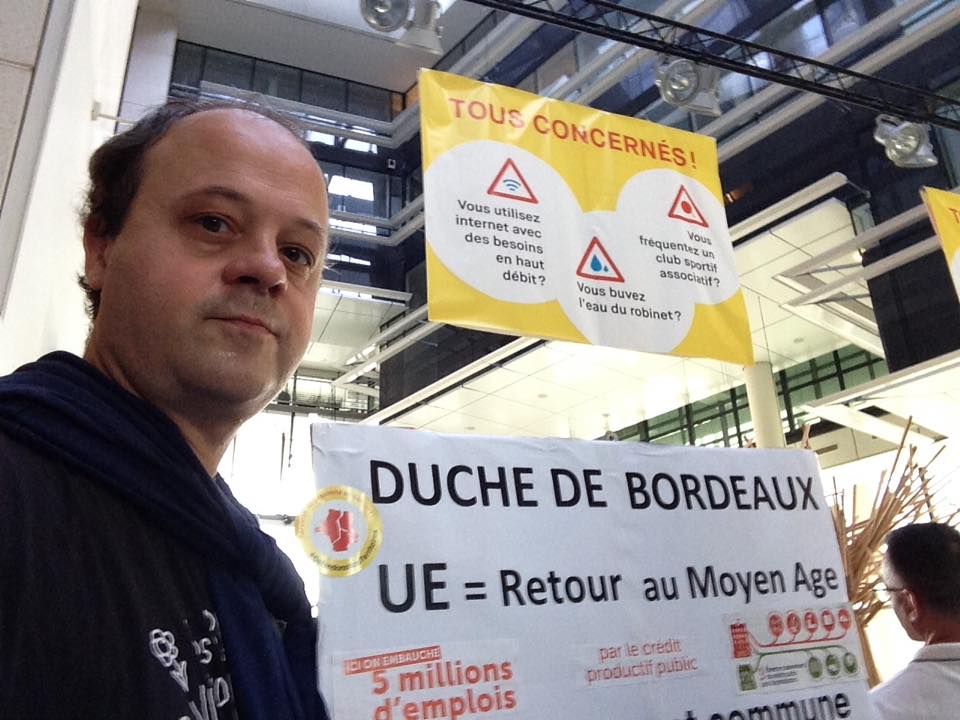 TOUS CONCERNÉS!
Vous utilisez
internet avec
des besoins
en haut
débit?
Vous buvez
l'eau du robinet?
Vous
fréquentez un
club sportif
associatif?
DUCHE DE BORDEAUX
UE = Retour au Moyen Age
ICI ON EMBAUCHE
5 millions
d'emplois
par le crédit
productif public
commune